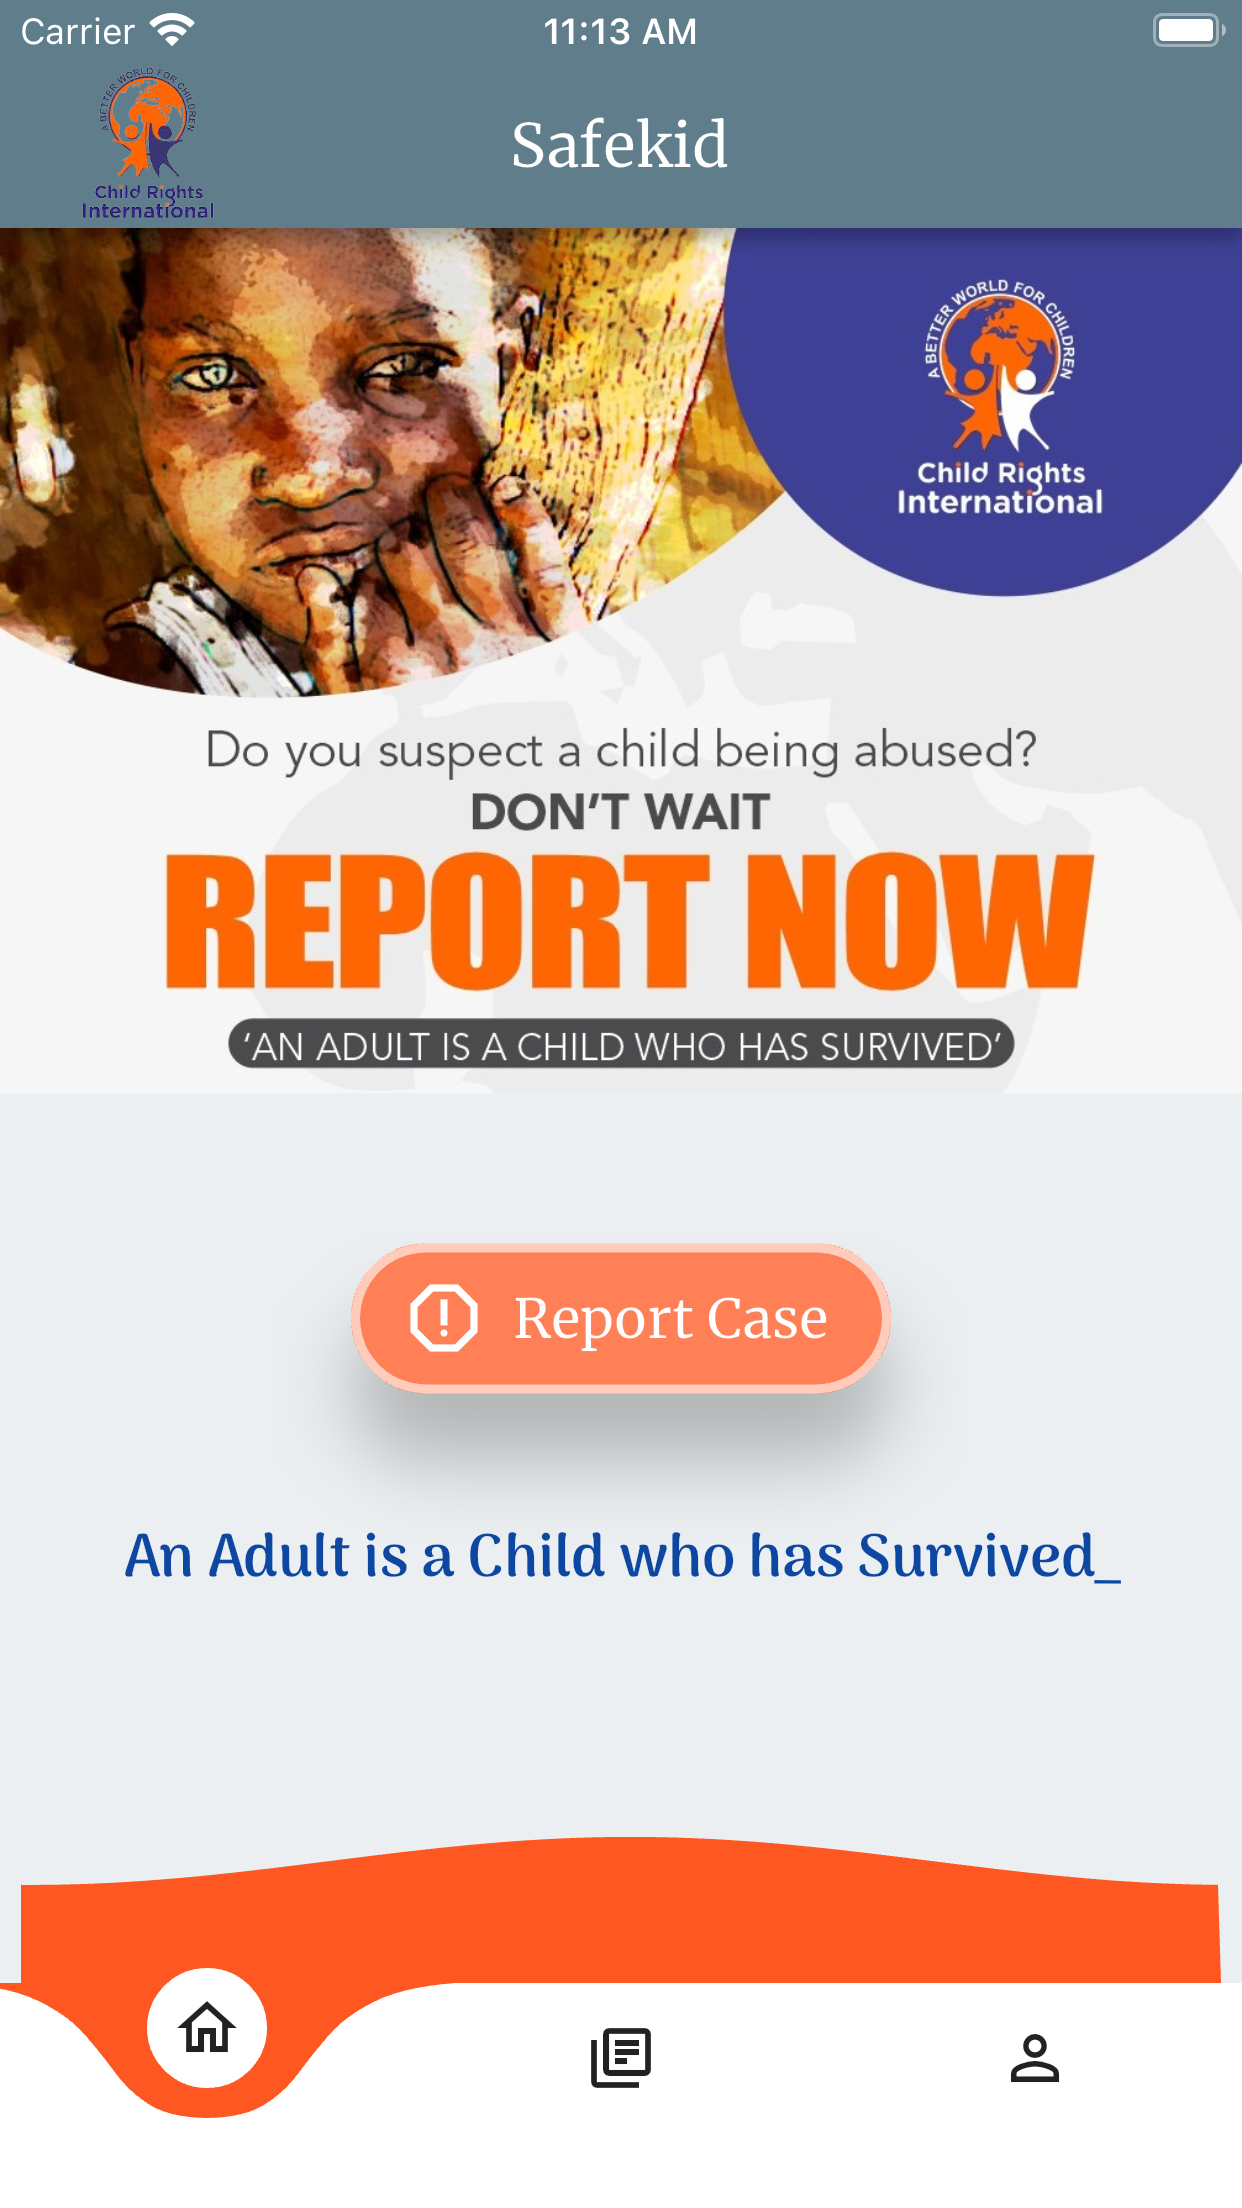 Carrier 11:13 AM
A BETTER WORLD FOR CHILDREN
Child Rights
International
Safekid
A BETTER WORLD FOR CHILDREN
Child Rights
International
Do you suspect a child being abused?
DON'T WAIT
REPORT NOW
'AN ADULT IS A CHILD WHO HAS SURVIVED'
Report Case
An Adult is a Child who has Survived_